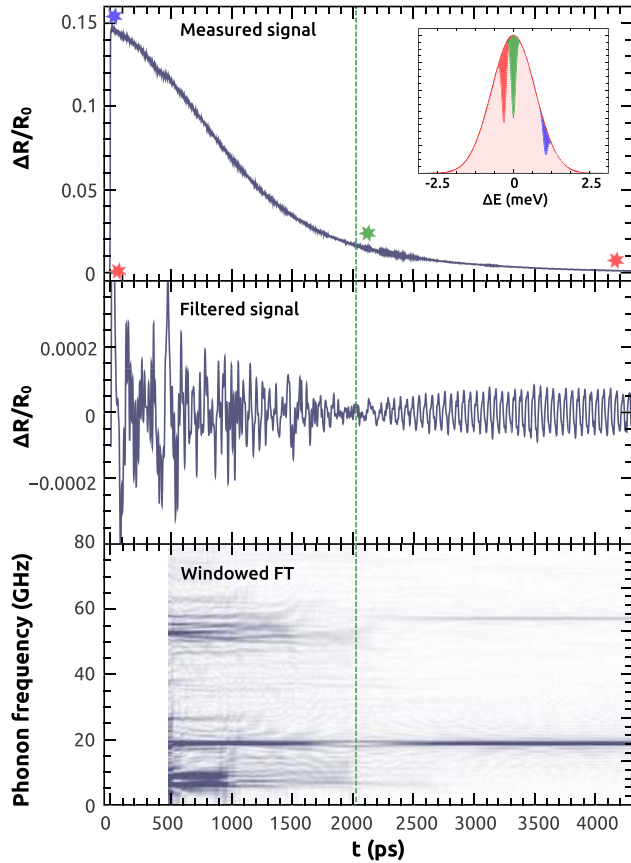 0.15
Measured signal
0.1
ΔR/R₀
0.05
0
-2.5 0 2.5
ΔE (meV)
Filtered signal
0.0002
ΔR/R₀
0
−0.0002
80
Windowed FT
60
Phonon frequency (GHz)
40
20
0
0 500 1000 1500 2000 2500 3000 3500 4000
t (ps)